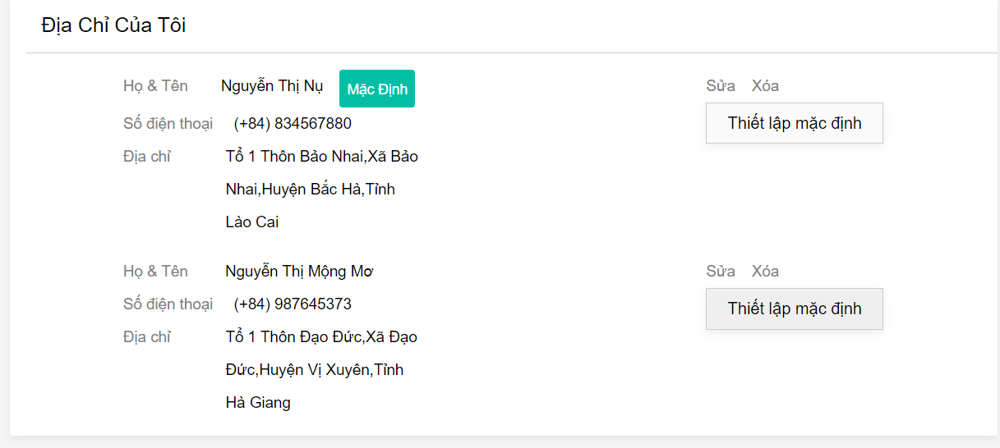 Địa Chỉ Của Tôi
Họ & Tên Nguyễn Thị Nụ Mặc Định Sửa Xóa
Số điện thoại (+84) 834567880 Thiết lập mặc định
Địa chỉ Tổ 1 Thôn Bảo Nhai,Xã Bảo
Nhai,Huyện Bắc Hà,Tỉnh
Lào Cai
Họ & Tên Nguyễn Thị Mộng Mơ Sửa Xóa
Số điện thoại (+84) 987645373 Thiết lập mặc định
Địa chỉ Tổ 1 Thôn Đạo Đức,Xã Đạo
Đức,Huyện Vị Xuyên,Tỉnh
Hà Giang